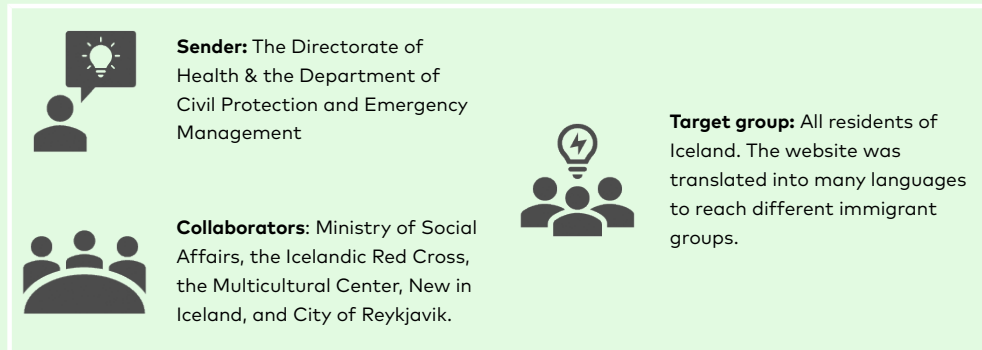 Sender: The Directorate of
Health & the Department of
Civil Protection and Emergency
Management
Collaborators: Ministry of Social
Affairs, the Icelandic Red Cross,
the Multicultural Center, New in
Iceland, and City of Reykjavik.
Target group: All residents of
Iceland. The website was
translated into many languages
to reach different immigrant
groups.